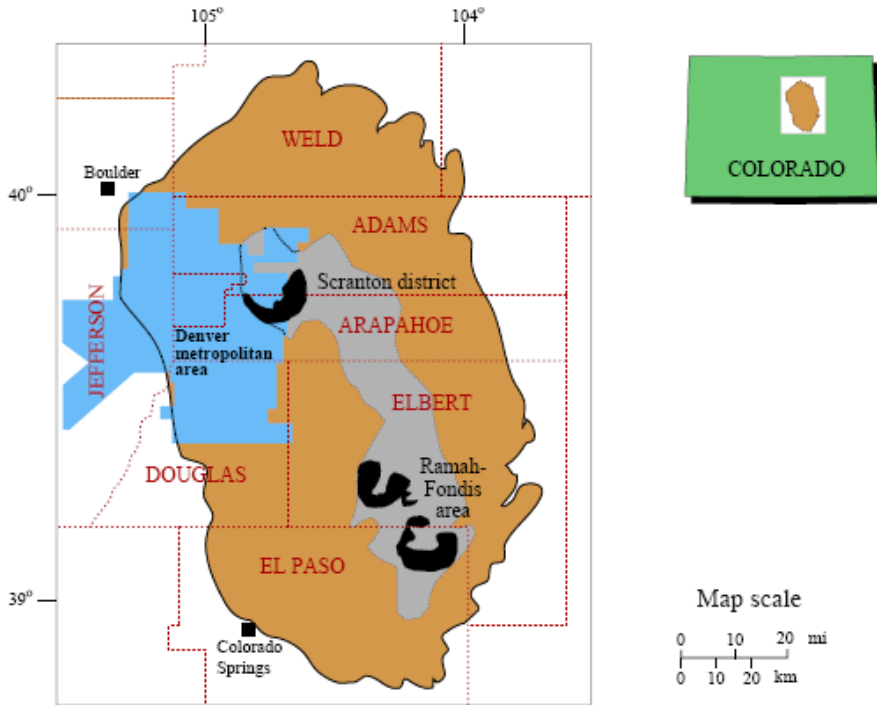 105° 104°
WELD
Boulder
40°
COLORADO
ADAMS
Scranton district
ARAPAHOE
JEFFERSON
Denver
metropolitan
area
ELBERT
DOUGLAS
Ramah-
Fondis
area
EL PASO
39°
Colorado
Springs
Map scale
0 10 20 mi
0 10 20 km